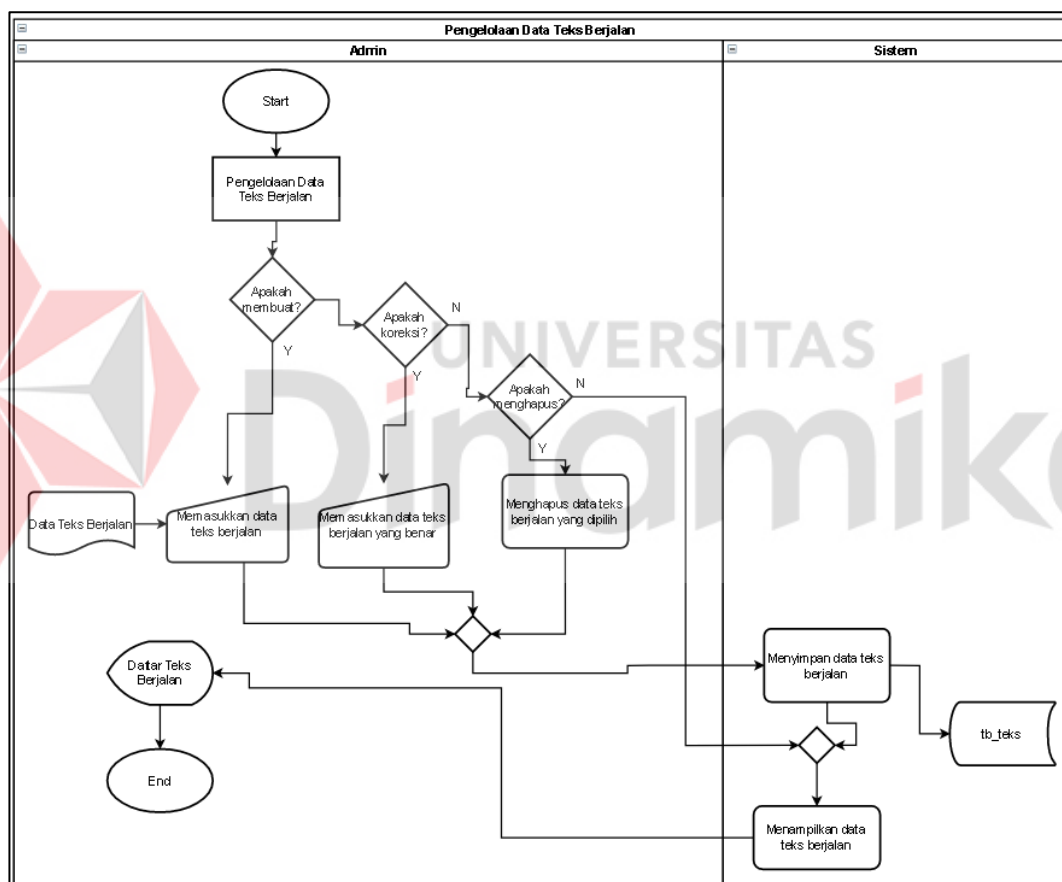 Pengelolaan Data Teks Berjalan
Admin
Sistem
Start
Pengelolaan Data
Teks Berjalan
Apakah
membuat?
Apakah
koreksi?
N
Y
Y
Apakah
menghapus?
N
Y
UNIVERSITAS
Dinamika
Data Teks Berjalan
Memasukkan data
teks berjalan
Memasukkan data teks
berjalan yang benar
Menghapus data teks
berjalan yang dipilih
Daftar Teks
Berjalan
Menyimpan data teks
berjalan
tb_teks
End
Menampilkan data
teks berjalan